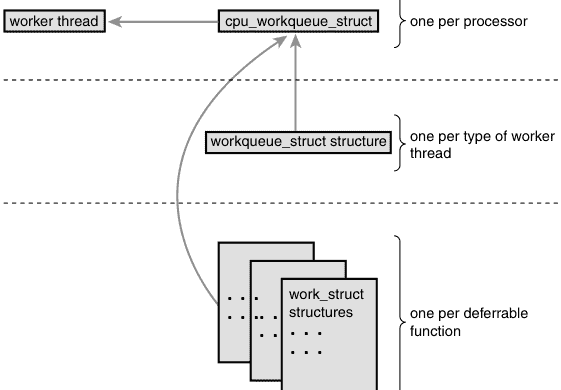 worker thread
cpu_workqueue_struct
one per processor
workqueue_struct structure
one per type of worker
thread
work_struct
structures
. . .
. . .
. . .
. . .
. .
. .
one per deferrable
function